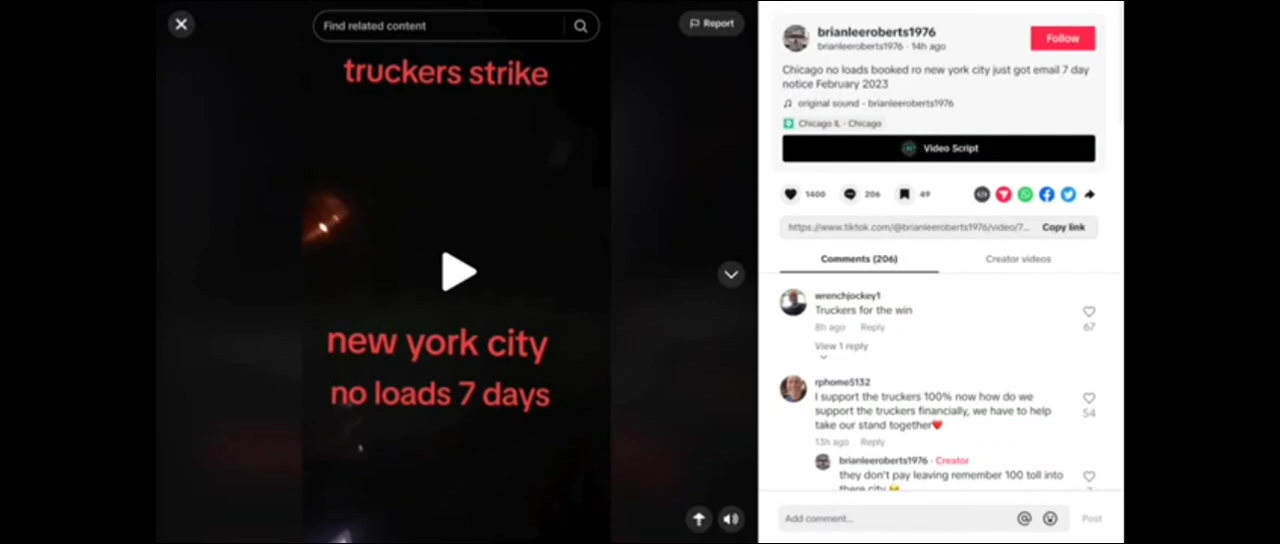 Find related content
Report
truckers strike
new york city
no loads 7 days
brianleeroberts1976
brianleeroberts1976 · 14h ago
Follow
Chicago no loads booked ro new york city just got email 7 day
notice February 2023
original sound - brianleeroberts1976
Chicago IL · Chicago
Video Script
1400
206
49
https://www.tiktok.com/@brianleeroberts1976/video/7...
Copy link
Comments (206)
Creator videos
wrenchjockey1
Truckers for the win
8h ago Reply
67
View 1 reply
rphome5132
I support the truckers 100% now how do we
support the truckers financially, we have to help
take our stand together❤️
54
13h ago Reply
brianleeroberts1976 · Creator
they don't pay leaving remember 100 toll into
there city
Add comment...
Post